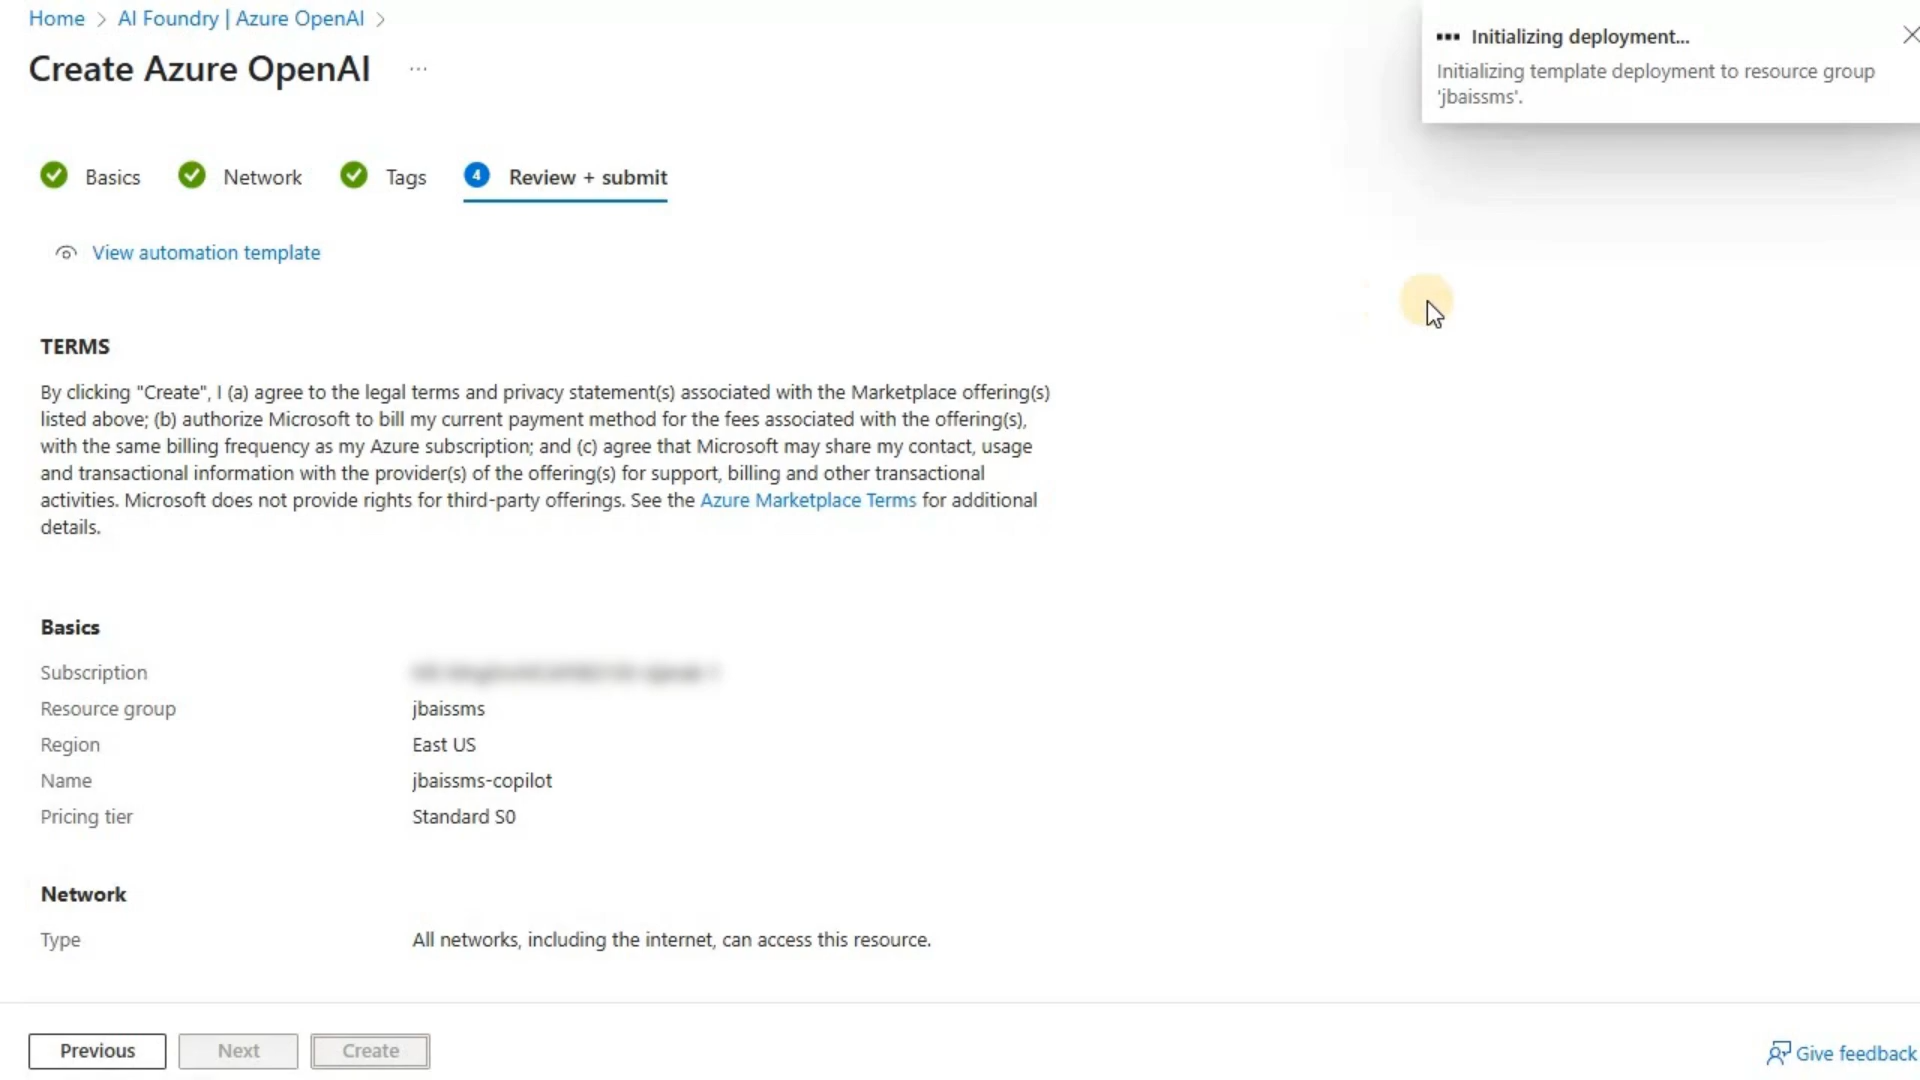 Home > AI Foundry | Azure OpenAI >
Create Azure OpenAI ...
Initializing deployment...
Initializing template deployment to resource group
'jbaissms'.
Basics
Network
Tags
4 Review + submit
View automation template
TERMS
By clicking "Create", I (a) agree to the legal terms and privacy statement(s) associated with the Marketplace offering(s)
listed above; (b) authorize Microsoft to bill my current payment method for the fees associated with the offering(s),
with the same billing frequency as my Azure subscription; and (c) agree that Microsoft may share my contact, usage
and transactional information with the provider(s) of the offering(s) for support, billing and other transactional
activities. Microsoft does not provide rights for third-party offerings. See the Azure Marketplace Terms for additional
details.
Basics
Subscription
Resource group jbaissms
Region East US
Name jbaissms-copilot
Pricing tier Standard S0
Network
Type All networks, including the internet, can access this resource.
Previous
Next
Create
Give feedback